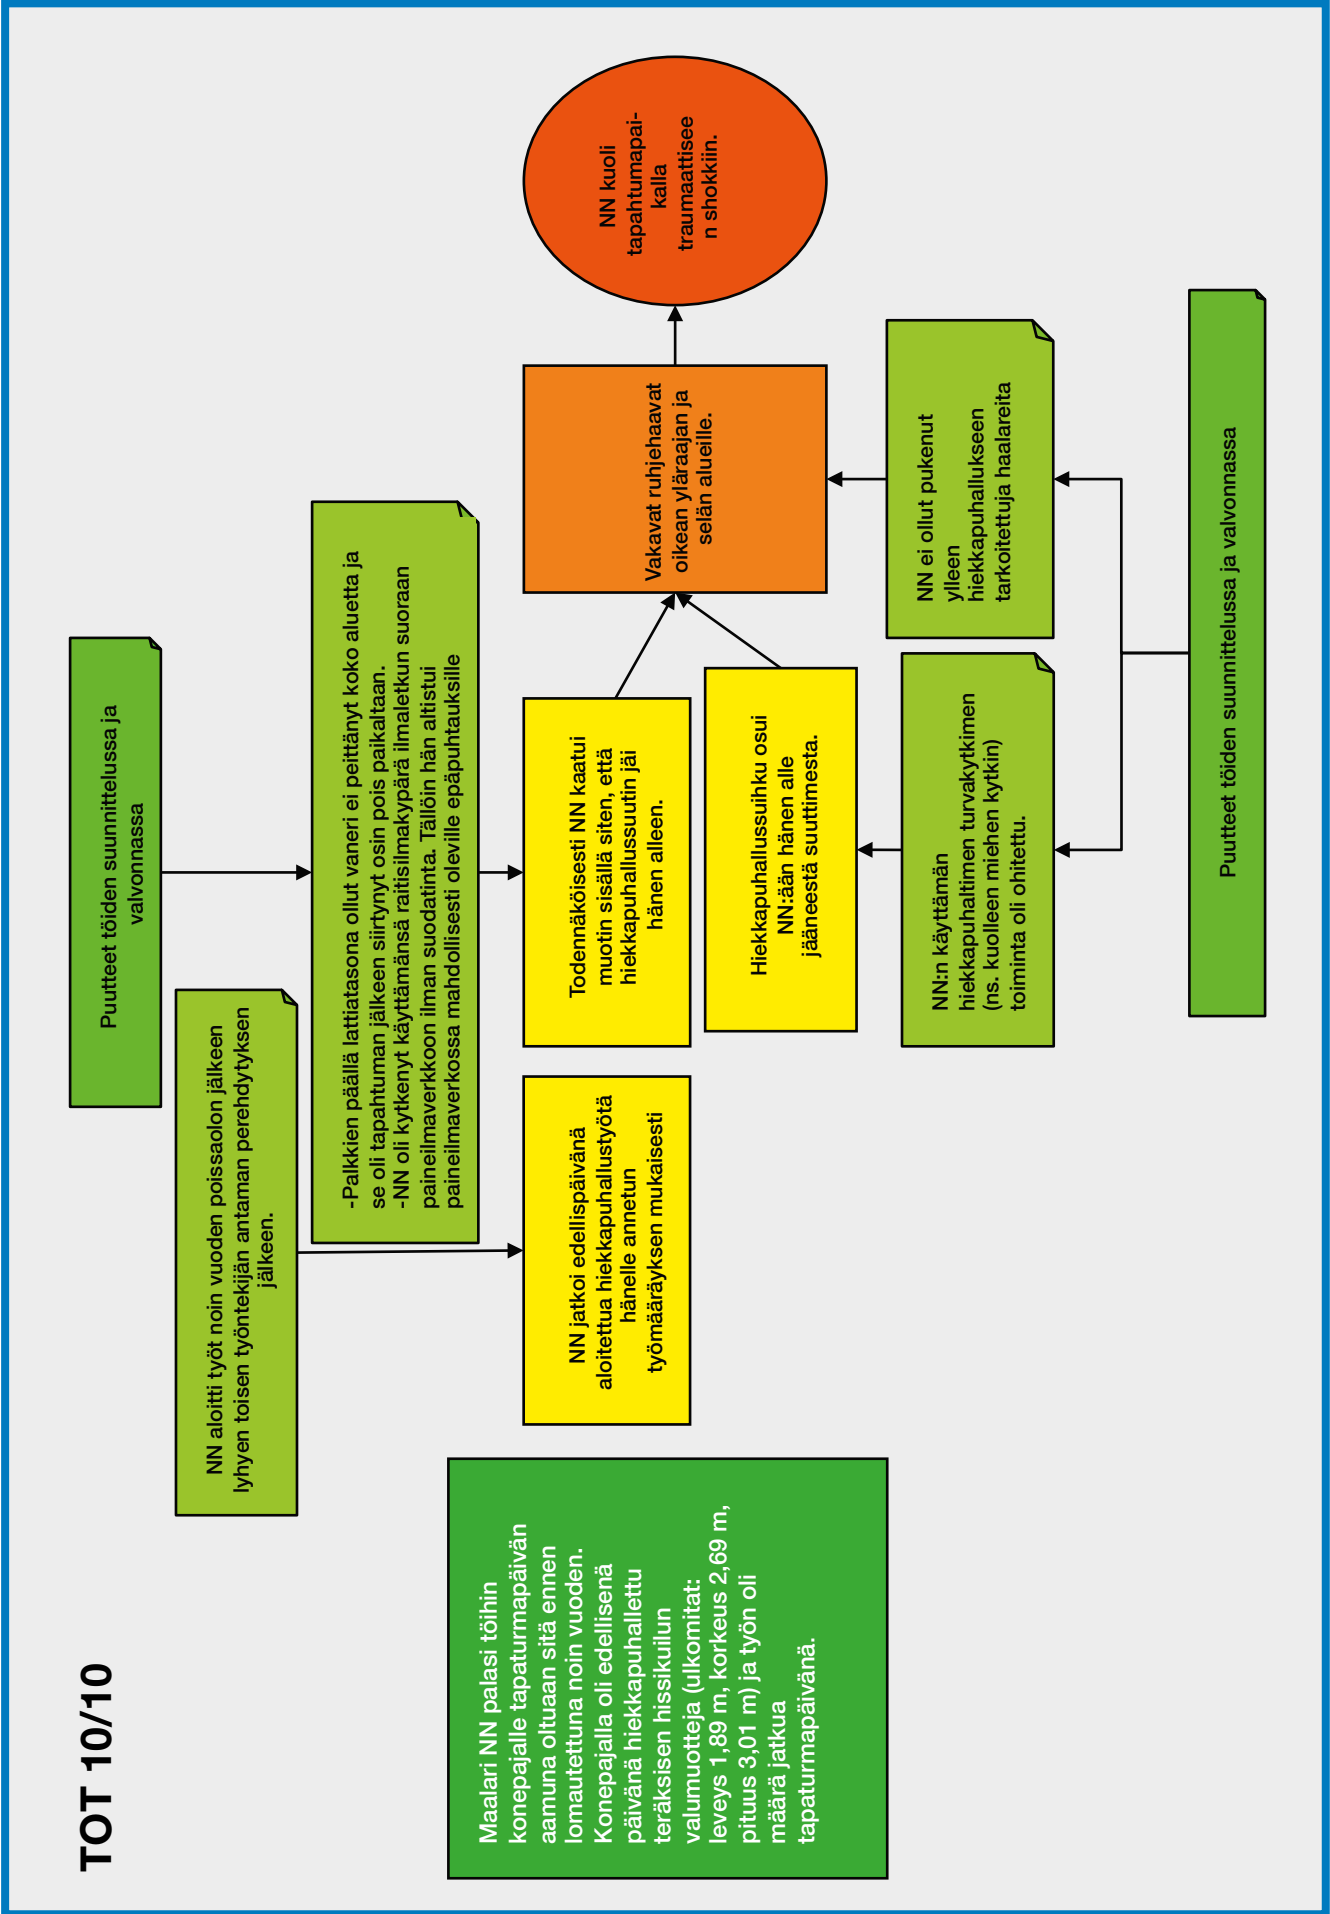 TOT 10/10
Maalari NN palasi töihin
konepajalle tapaturmapäivän
aamuna oltuaan sitä ennen
lomautettuna noin vuoden.
Konepajalla oli edellisenä
päivänä hiekkapuhallettu
teräksisen hissikuilun
valumuotteja (ulkomitat:
leveys 1,89 m, korkeus 2,69 m,
pituus 3,01 m) ja työn oli
määrä jatkua
tapaturmapäivänä.
Puutteet töiden suunnittelussa ja
valvonnassa
NN aloitti työt noin vuoden poissaolon jälkeen
lyhyen toisen työntekijän antaman perehdytyksen
jälkeen.
-Palkkien päällä lattiatasona ollut vaneri ei peittänyt koko aluetta ja
se oli tapahtuman jälkeen siirtynyt osin pois paikaltaan.
-NN oli kytkenyt käyttämänsä raitisilmakypärä ilmaletkun suoraan
paineilmaverkkoon ilman suodatinta. Tällöin hän altistui
paineilmaverkossa mahdollisesti oleville epäpuhtauksille
NN jatkoi edellispäivänä
aloitettua hiekkapuhallustyötä
hänelle annetun
työmääräyksen mukaisesti
Todennäköisesti NN kaatui
muotin sisällä siten, että
hiekkapuhallussuutin jäi
hänen alleen.
Hiekkapuhallussuihku osui
NN:ään hänen alle
jääneestä suuttimesta.
Vakavat ruhjehaavat
oikean yläraajan ja
selän alueille.
NN kuoli
tapahtumapai-
kalla
traumaattisee
n shokkiin.
NN:n käyttämän
hiekkapuhaltimen turvakytkimen
(ns. kuolleen miehen kytkin)
toiminta oli ohitettu.
NN ei ollut pukenut
ylleen
hiekkapuhallukseen
tarkoitettuja haalareita
Puutteet töiden suunnittelussa ja valvonnassa